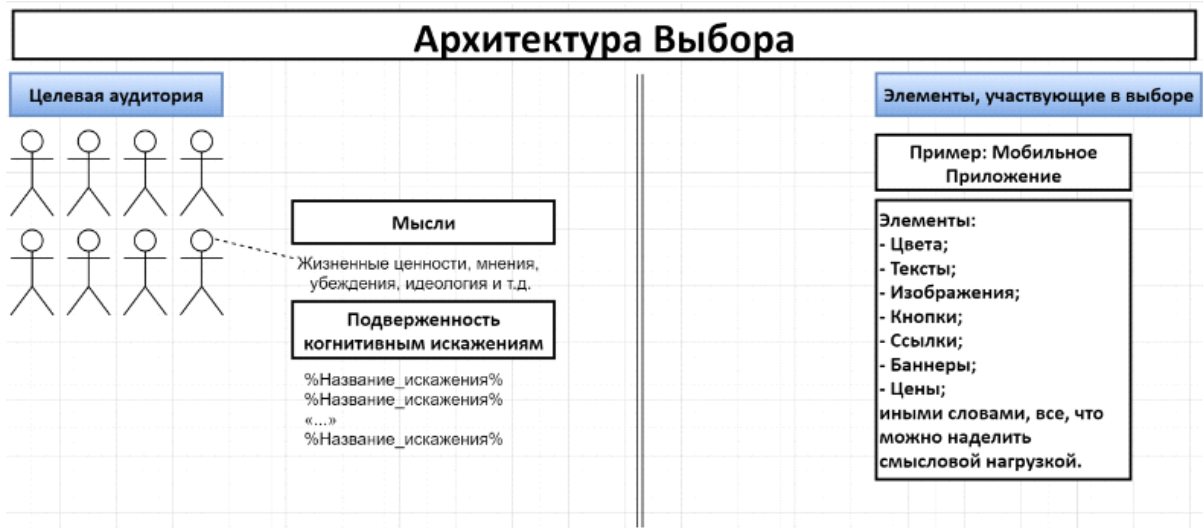 Архитектура Выбора
Целевая аудитория
Мысли
Жизненные ценности, мнения,
убеждения, идеология и т.д.
Подверженность
когнитивным искажениям
%Название_искажения%
%Название_искажения%
«...»
%Название_искажения%
Элементы, участвующие в выборе
Пример: Мобильное
Приложение
Элементы:
- Цвета;
- Тексты;
- Изображения;
- Кнопки;
- Ссылки;
- Баннеры;
- Цены;
иными словами, все, что
можно наделить
смысловой нагрузкой.